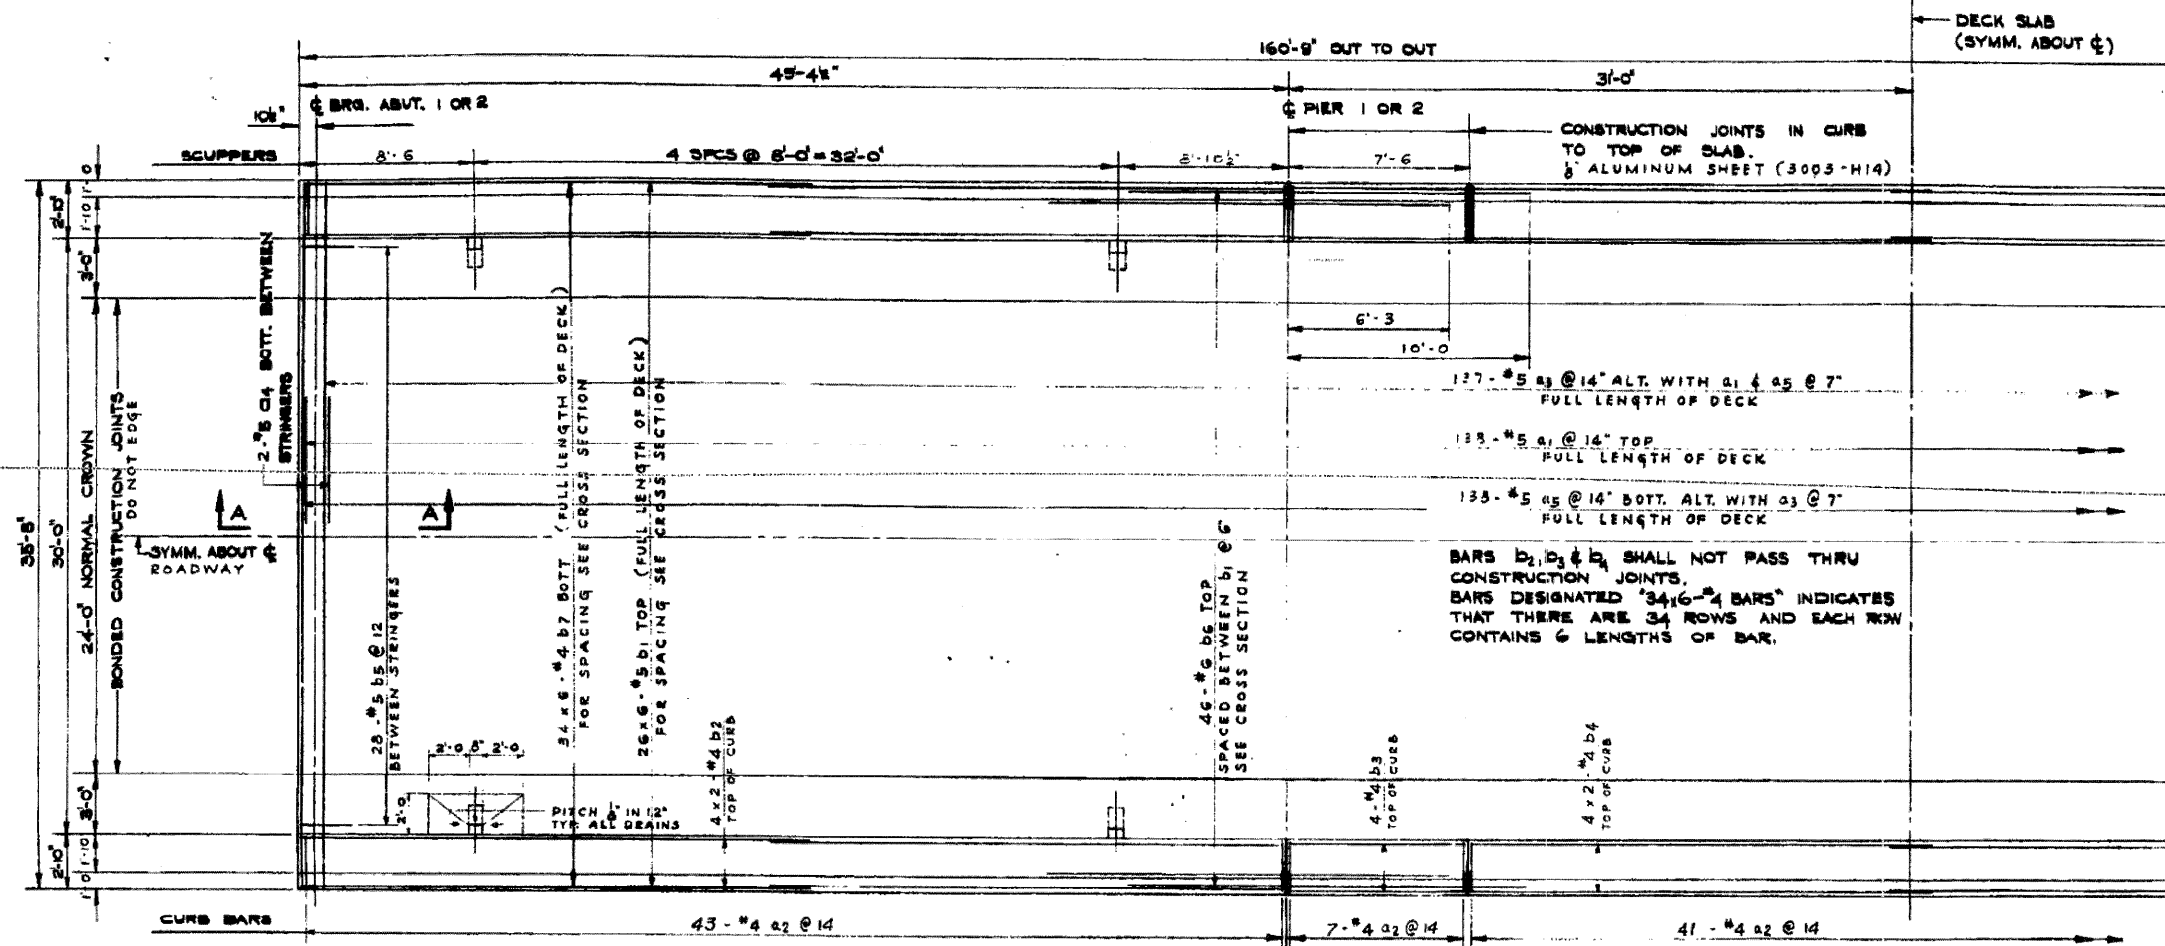 DECK SLAB
(SYMM. ABOUT ℄)
160'-9" OUT TO OUT
45'-4½"
31'-0"
℄ BRG. ABUT. 1 OR 2
10½"
℄ PIER 1 OR 2
CONSTRUCTION JOINTS IN CURB
TO TOP OF SLAB.
⅛" ALUMINUM SHEET (3003-H14)
SCUPPERS
8'-6
4 SPCS @ 8'-0" = 32'-0"
8'-10½"
7'-6
35'-8"
2'-10"
1'-0
1'-10
3'-0"
30'-0"
24'-0" NORMAL CROWN
BONDED CONSTRUCTION JOINTS
DO NOT EDGE
2-#5 a4 BOTT. BETWEEN
STRINGERS
6'-3
10'-0
137-#5 a3 @ 14" ALT. WITH a1 & a5 @ 7"
FULL LENGTH OF DECK
138-#5 a1 @ 14" TOP
FULL LENGTH OF DECK
138-#5 a5 @ 14" BOTT. ALT. WITH a3 @ 7"
FULL LENGTH OF DECK
A
A
SYMM. ABOUT ℄
ROADWAY
BARS b2, b3 & b4 SHALL NOT PASS THRU
CONSTRUCTION JOINTS.
BARS DESIGNATED "34x6-#4 BARS" INDICATES
THAT THERE ARE 34 ROWS AND EACH ROW
CONTAINS 6 LENGTHS OF BAR.
28-#5 b5 @ 12
BETWEEN STRINGERS
34 x 6-#4 b7 BOTT (FULL LENGTH OF DECK)
FOR SPACING SEE CROSS SECTION
26x6-#5 b1 TOP (FULL LENGTH OF DECK)
FOR SPACING SEE CROSS SECTION
4 x 2-#4 b2
TOP OF CURB
46-#6 b6 TOP
SPACED BETWEEN b1 @ 6
SEE CROSS SECTION
4-#4 b3
TOP OF CURB
4 x 2-#4 b4
TOP OF CURB
2'-0 8" 2'-0
2'-0
PITCH IN 12"
TYP. ALL DRAINS
3'-0"
2'-10"
1'-10
1'-0
CURB BARS
43-#4 a2 @ 14
7-#4 a2 @ 14
41-#4 a2 @ 14